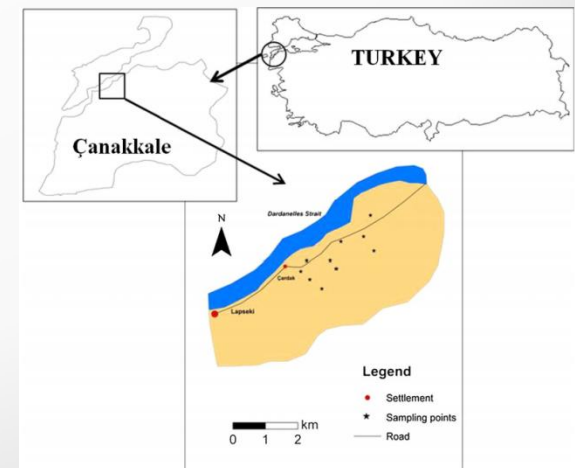 TURKEY
Çanakkale
N
Dardanelles Strait
Çardak
Lapseki
Legend
Settlement
Sampling points
Road
km
0 1 2